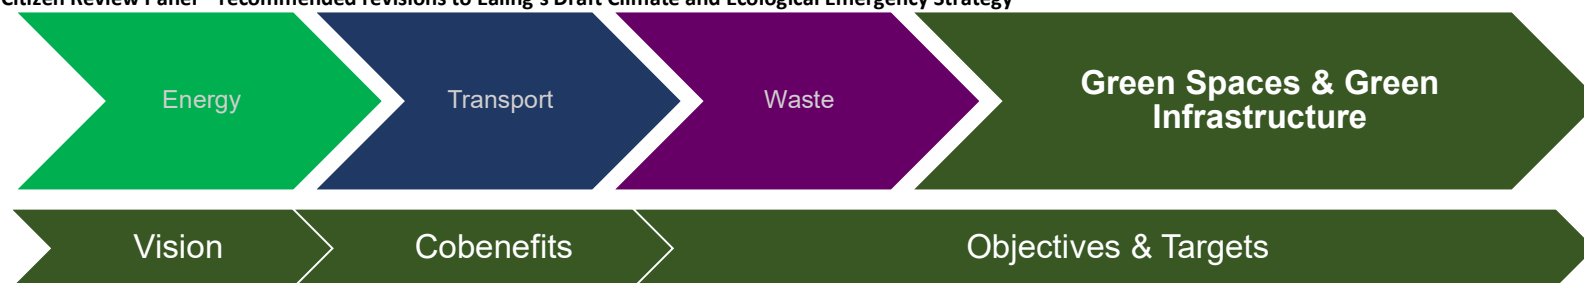 Citizen Review Panel - recommended revisions to Ealing's Draft Climate and Ecological Emergency Strategy
Energy
Transport
Waste
Green Spaces & Green
Infrastructure
Vision
Cobenefits
Objectives & Targets